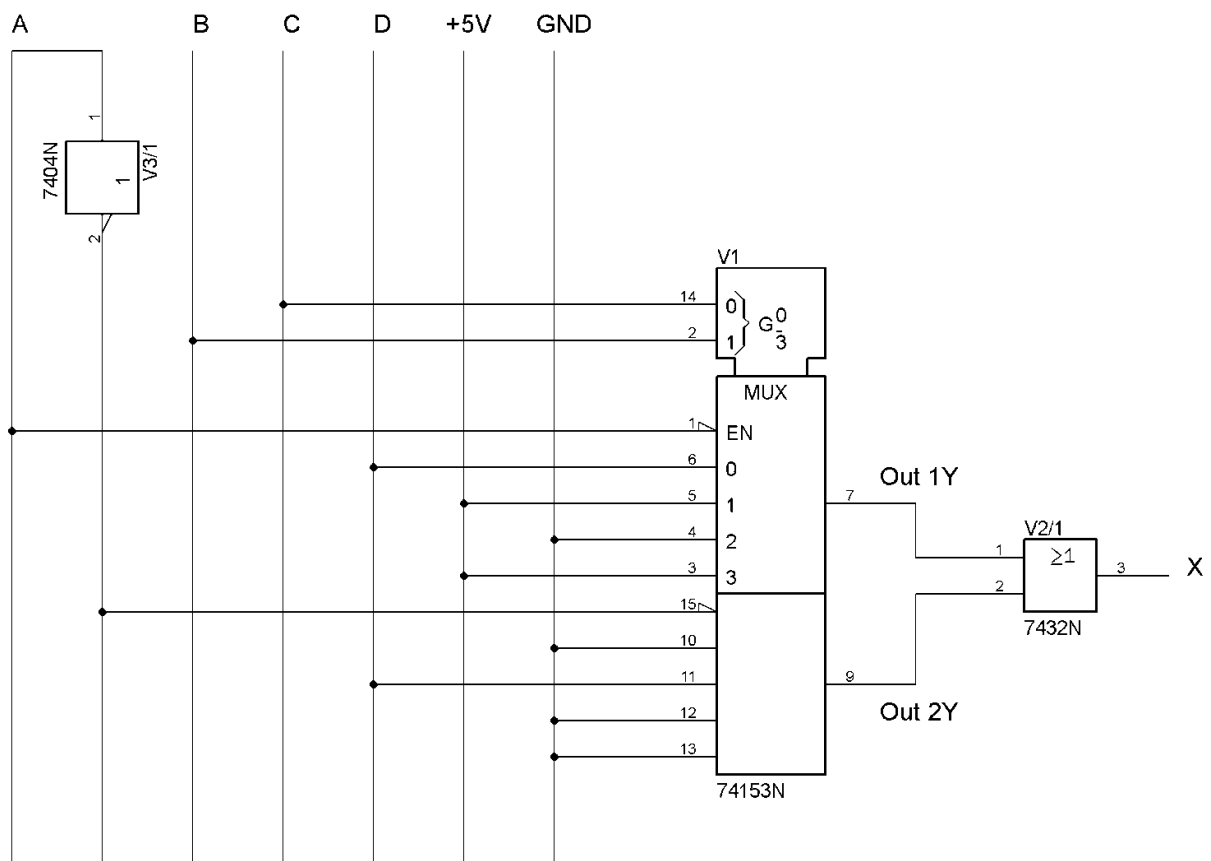 A B C D +5V GND
1
7404N 1 V3/1
2
V1
14 0 G 0
2 1 3
MUX
1 EN
6 0
5 1
4 2
3 3
7 Out 1Y
15
10
11
12
13
9 Out 2Y
74153N
V2/1
1 ≥1
2
3 X
7432N